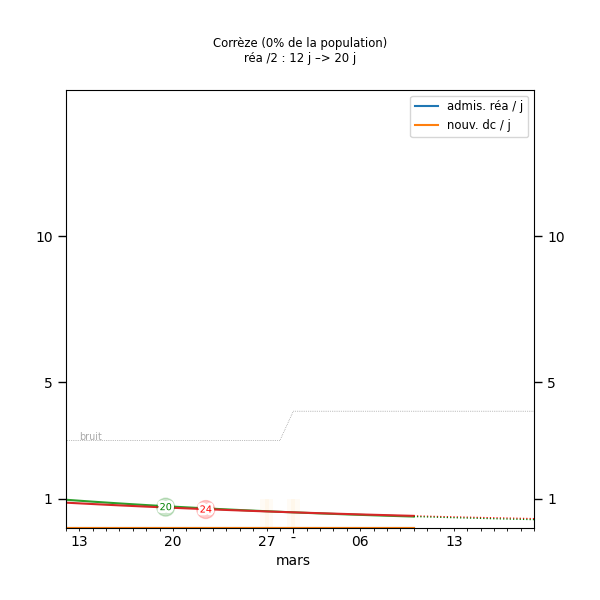 Corrèze (0% de la population)
réa /2 : 12 j –> 20 j
admis. réa / j
nouv. dc / j
10 10
5 5
bruit
1 1
20 24
13 20 27 - 06 13
mars